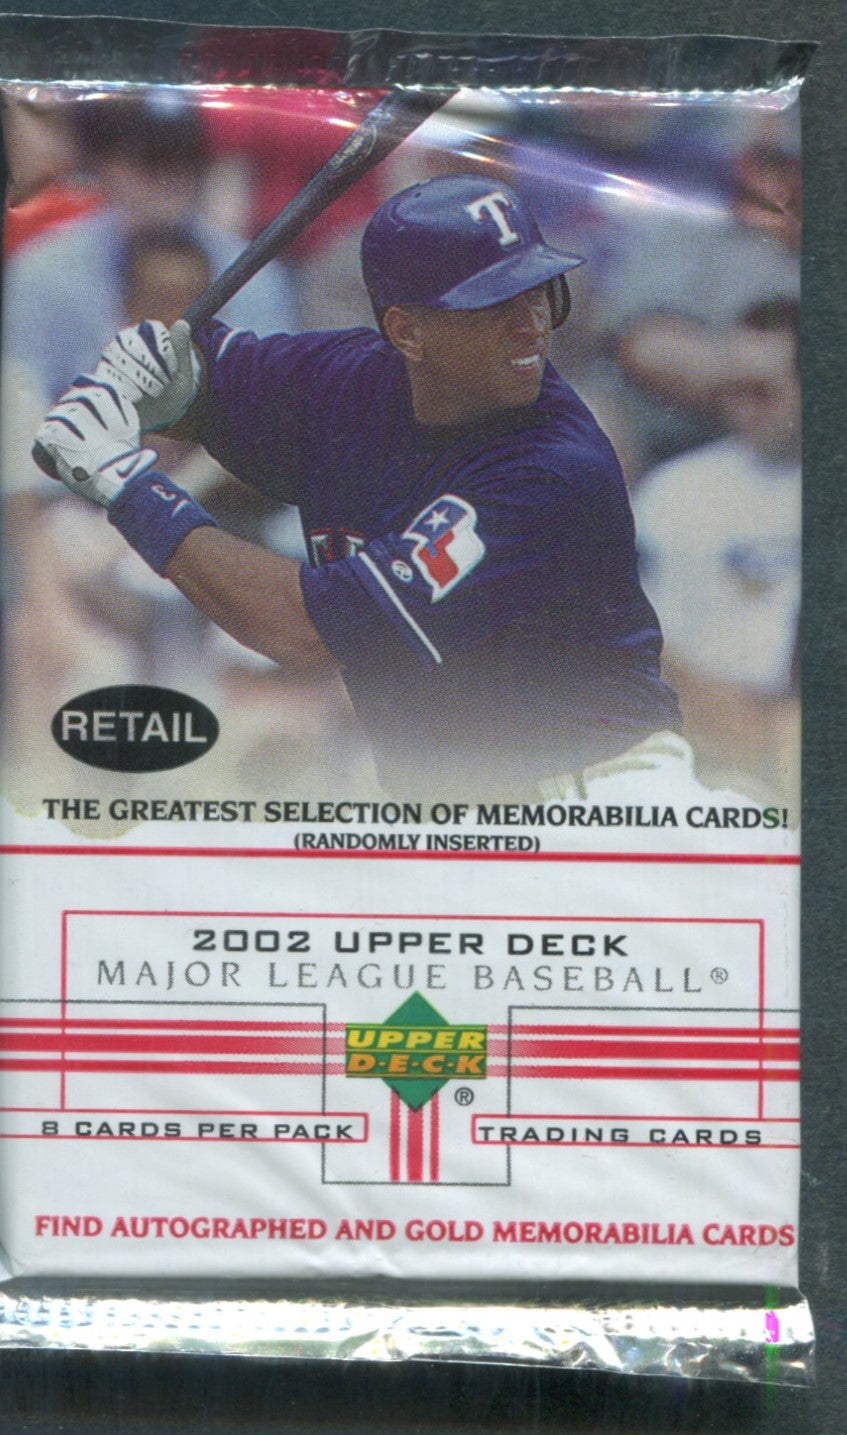 T
3
RETAIL
THE GREATEST SELECTION OF MEMORABILIA CARDS!
(RANDOMLY INSERTED)
2002 UPPER DECK
MAJOR LEAGUE BASEBALL®
UPPER
D·E·C·K
®
8 CARDS PER PACK
TRADING CARDS
FIND AUTOGRAPHED AND GOLD MEMORABILIA CARDS